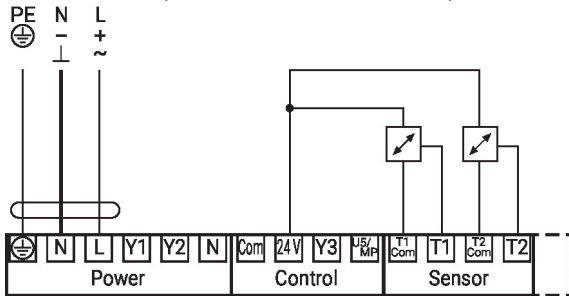 PE N L
- +
⊥ ~
N L Y1 Y2 N Com 24V Y3 U5/MP T1 Com T1 T2 Com T2
Power Control Sensor